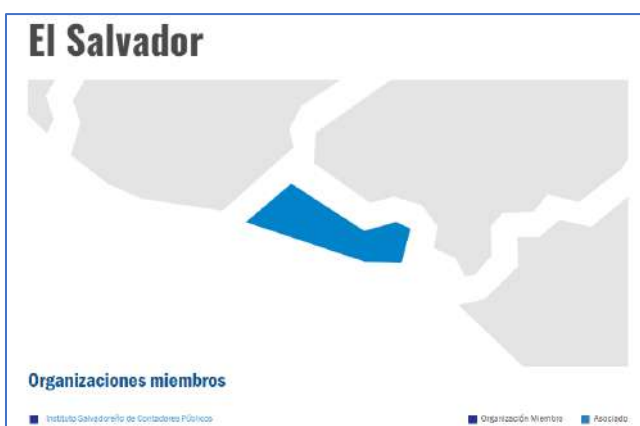 El Salvador
Organizaciones miembros
Instituto Salvadoreño de Contadores Públicos
Organización Miembro
Asociado